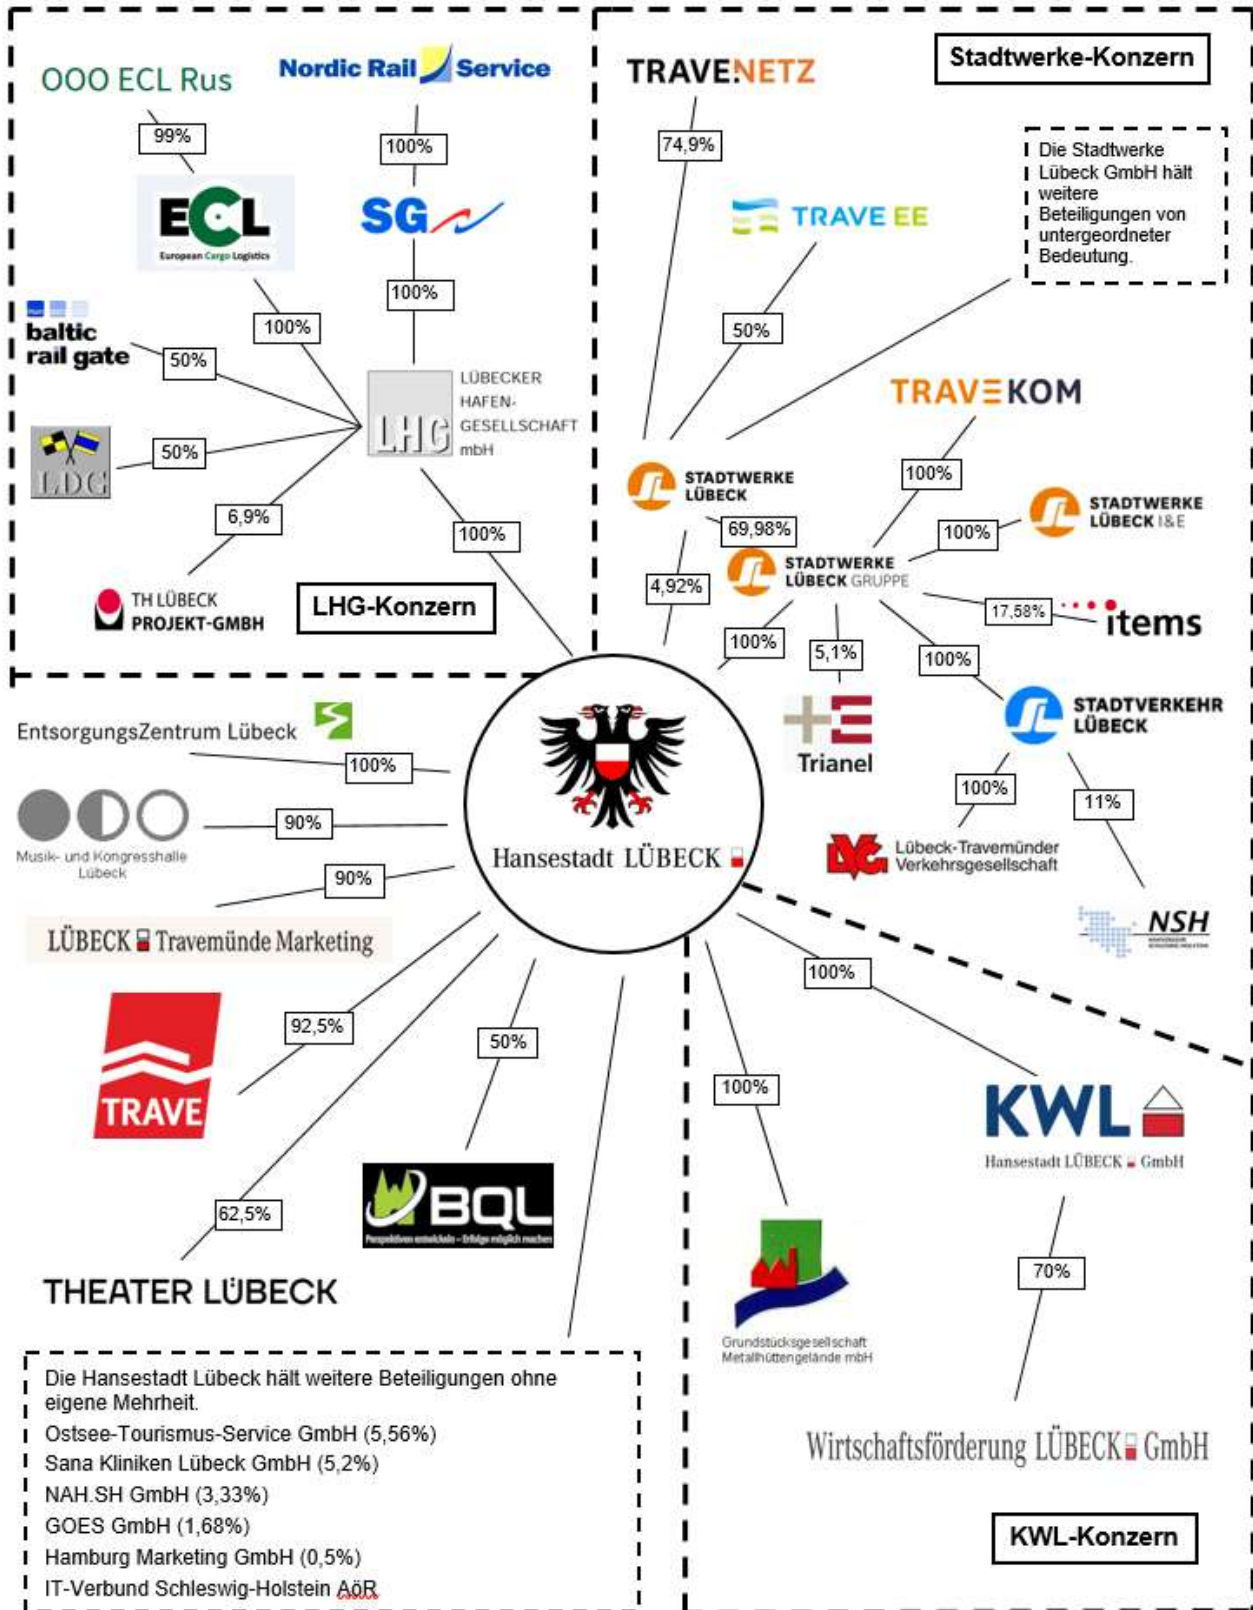 OOO ECL Rus
Nordic Rail Service
99%
100%
ECL
European Cargo Logistics
SG
100%
100%
baltic
rail gate
50%
LHG
LÜBECKER
HAFEN-
GESELLSCHAFT
mbH
LDG
50%
6,9%
100%
TH LÜBECK
PROJEKT-GMBH
LHG-Konzern
TRAVE:NETZ
Stadtwerke-Konzern
74,9%
Die Stadtwerke
Lübeck GmbH hält
weitere
Beteiligungen von
untergeordneter
Bedeutung.
TRAVE EE
50%
TRAVEKOM
100%
STADTWERKE
LÜBECK
69,98%
4,92%
STADTWERKE
LÜBECK GRUPPE
100%
STADTWERKE
LÜBECK I&E
17,58%
items
100%
5,1%
100%
Trianel
STADTVERKEHR
LÜBECK
100%
11%
LVG
Lübeck-Travemünder
Verkehrsgesellschaft
NSH
Hansestadt LÜBECK
EntsorgungsZentrum Lübeck
100%
Musik- und Kongresshalle
Lübeck
90%
90%
LÜBECK Travemünde Marketing
TRAVE
92,5%
50%
BQL
Perspektiven entwickeln – Erfolge möglich machen
62,5%
THEATER LÜBECK
Die Hansestadt Lübeck hält weitere Beteiligungen ohne
eigene Mehrheit.
Ostsee-Tourismus-Service GmbH (5,56%)
Sana Kliniken Lübeck GmbH (5,2%)
NAH.SH GmbH (3,33%)
GOES GmbH (1,68%)
Hamburg Marketing GmbH (0,5%)
IT-Verbund Schleswig-Holstein AöR
100%
100%
KWL
Hansestadt LÜBECK GmbH
Grundstücksgesellschaft
Metallhüttengelände mbH
70%
Wirtschaftsförderung LÜBECK GmbH
KWL-Konzern